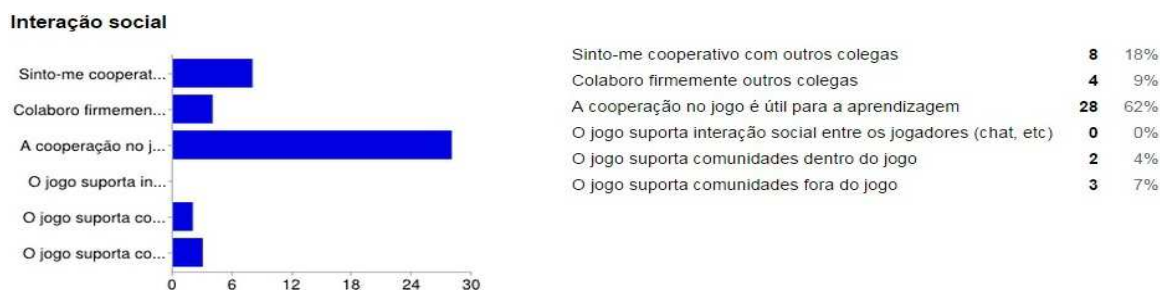 Interação social
Sinto-me cooperat...
Colaboro firmemen...
A cooperação no j...
O jogo suporta in...
O jogo suporta co...
O jogo suporta co...
0 6 12 18 24 30
Sinto-me cooperativo com outros colegas 8 18%
Colaboro firmemente outros colegas 4 9%
A cooperação no jogo é útil para a aprendizagem 28 62%
O jogo suporta interação social entre os jogadores (chat, etc) 0 0%
O jogo suporta comunidades dentro do jogo 2 4%
O jogo suporta comunidades fora do jogo 3 7%